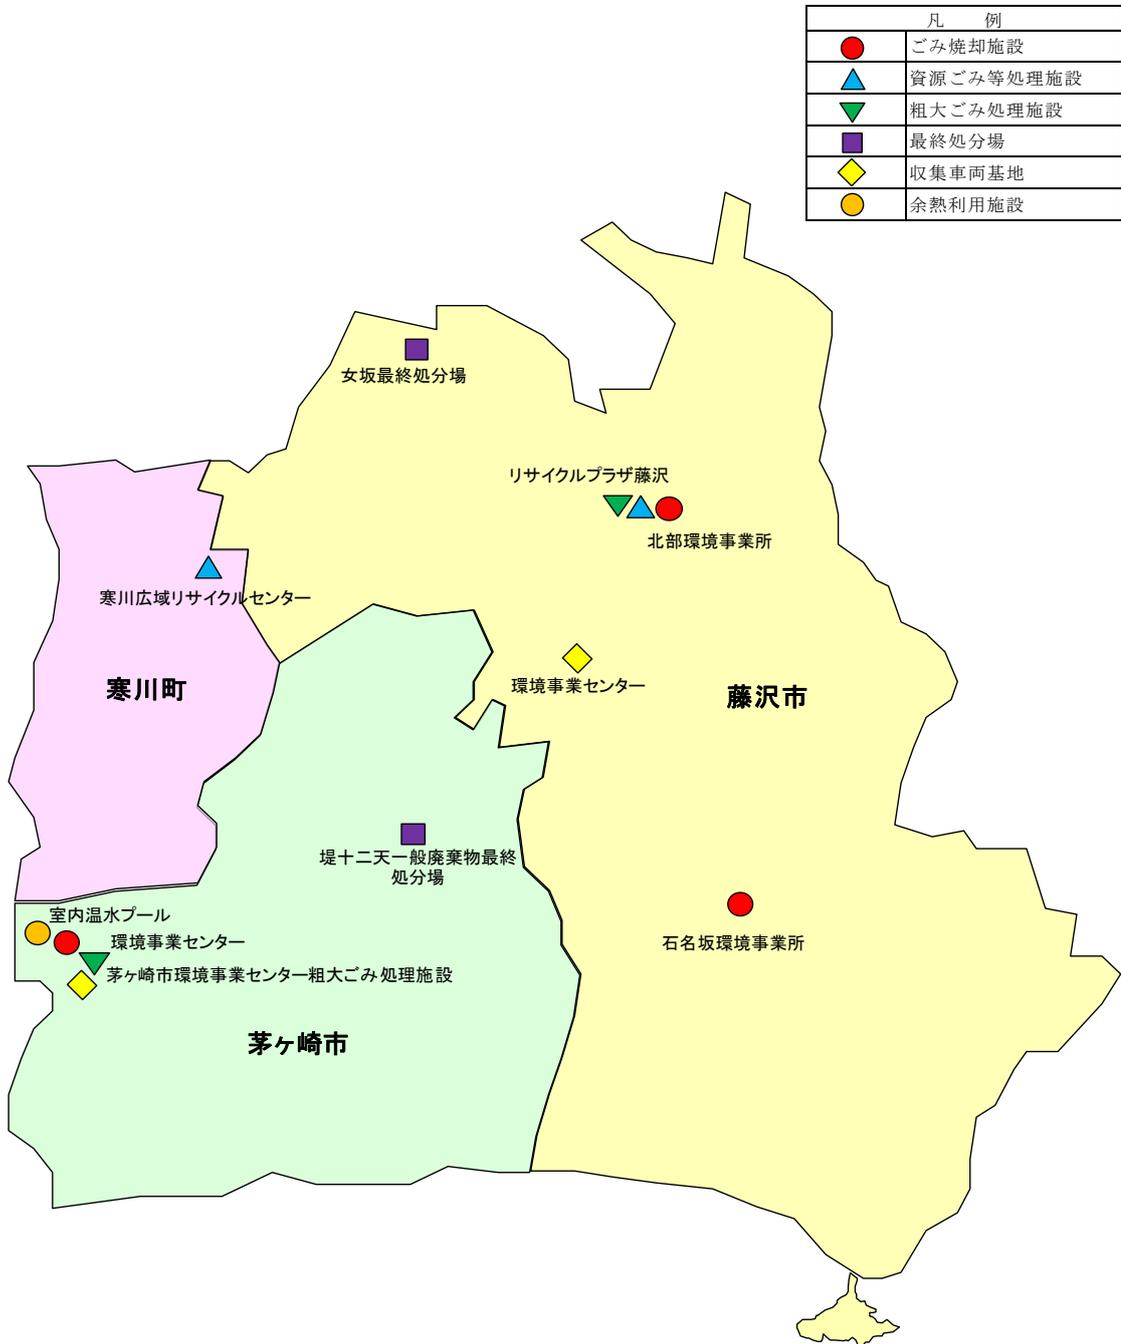 凡 例
ごみ焼却施設
資源ごみ等処理施設
粗大ごみ処理施設
最終処分場
収集車両基地
余熱利用施設
女坂最終処分場
リサイクルプラザ藤沢
北部環境事業所
寒川広域リサイクルセンター
環境事業センター
寒川町
藤沢市
堤十二天一般廃棄物最終
処分場
室内温水プール
環境事業センター
石名坂環境事業所
茅ヶ崎市環境事業センター粗大ごみ処理施設
茅ヶ崎市